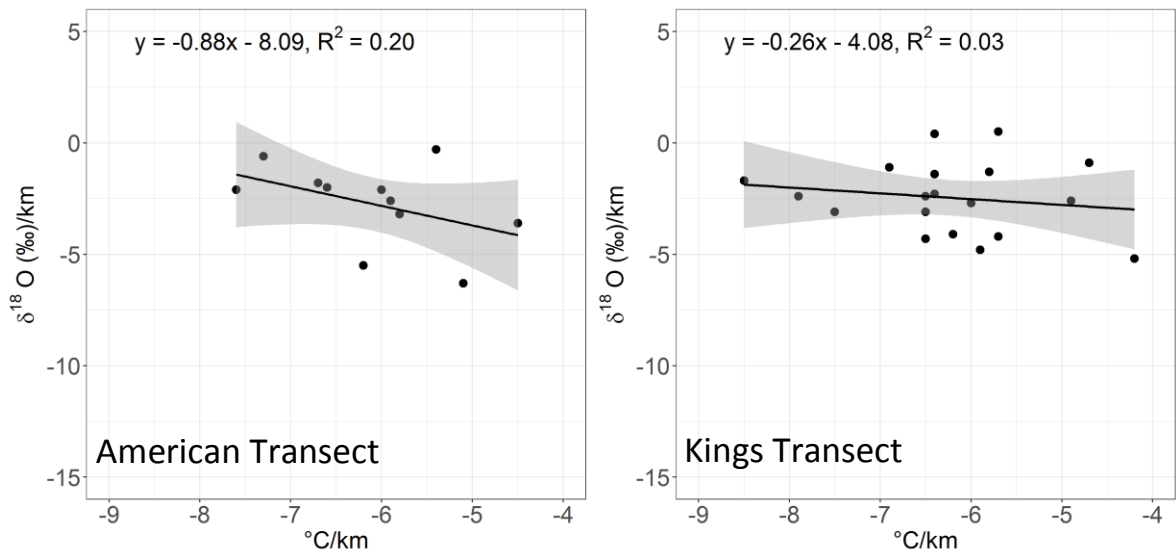 y = -0.88x - 8.09, R² = 0.20
5
0
-5
-10
-15
δ¹⁸ O (‰)/km
American Transect
-9 -8 -7 -6 -5 -4
°C/km
y = -0.26x - 4.08, R² = 0.03
5
0
-5
-10
-15
δ¹⁸ O (‰)/km
Kings Transect
-9 -8 -7 -6 -5 -4
°C/km